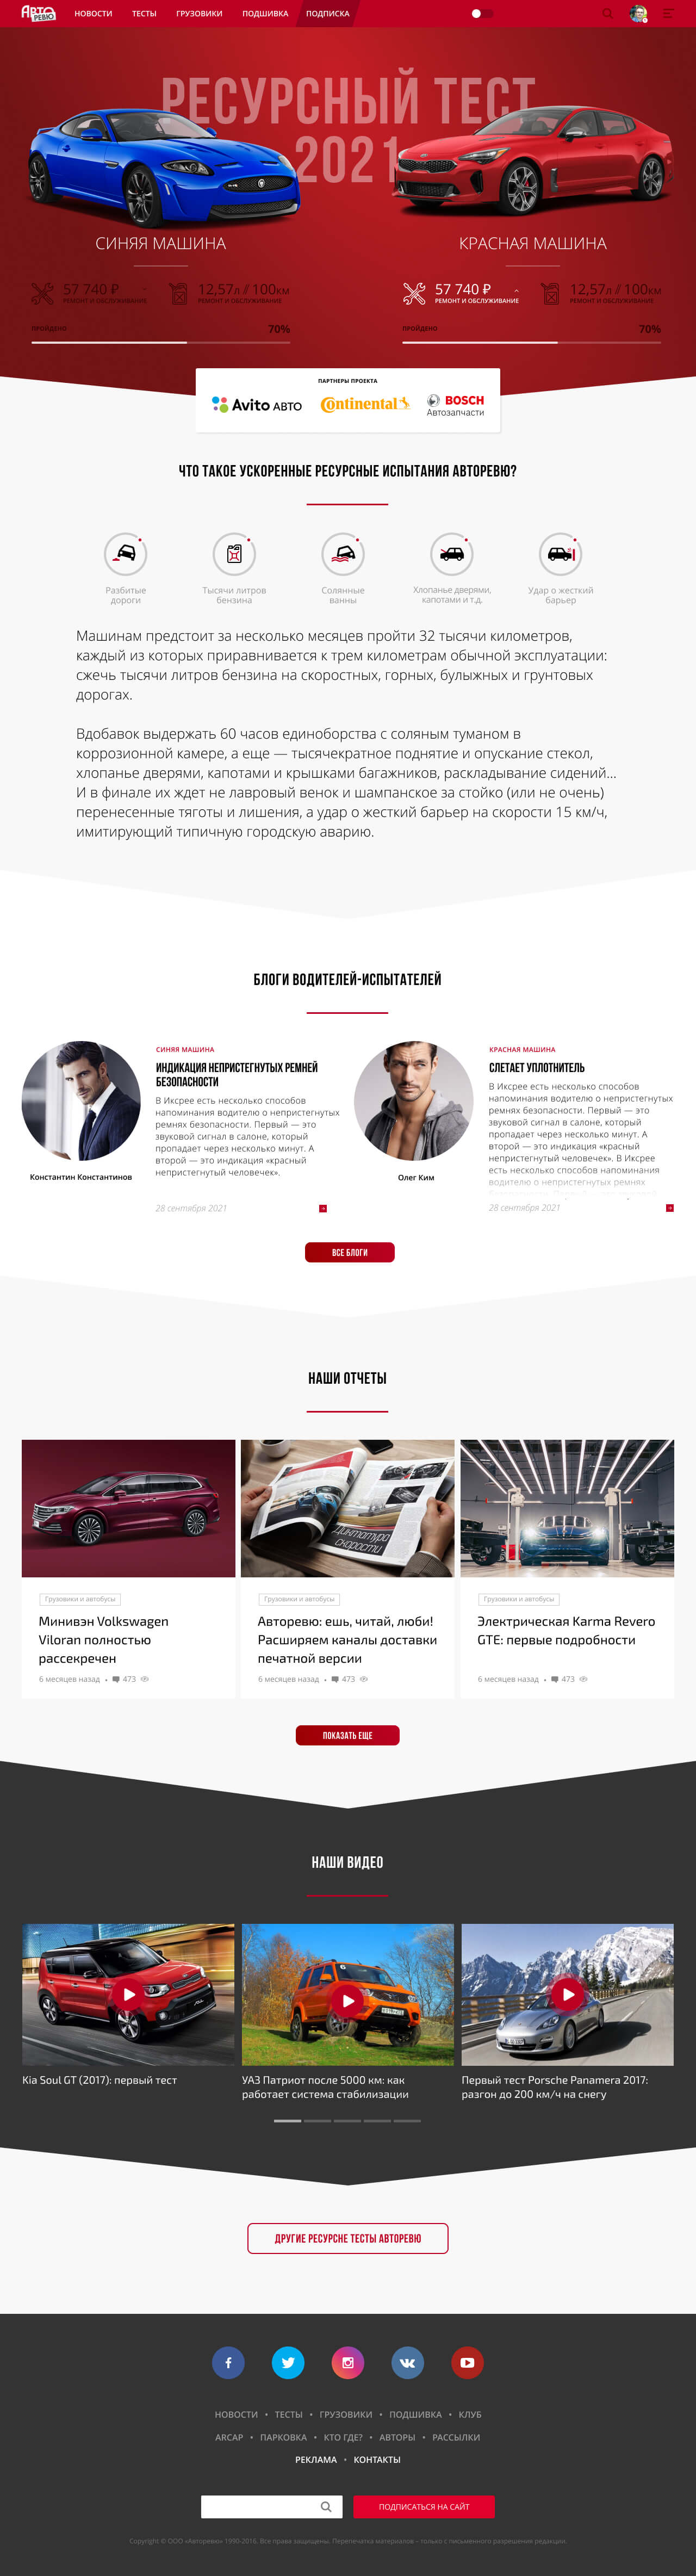 АВТО
РЕВЮ
НОВОСТИ
ТЕСТЫ
ГРУЗОВИКИ
ПОДШИВКА
ПОДПИСКА
РЕСУРСНЫЙ ТЕСТ
2021
СИНЯЯ МАШИНА
57 740 ₽
РЕМОНТ И ОБСЛУЖИВАНИЕ
12,57л / 100км
РЕМОНТ И ОБСЛУЖИВАНИЕ
ПРОЙДЕНО
70%
КРАСНАЯ МАШИНА
57 740 ₽
РЕМОНТ И ОБСЛУЖИВАНИЕ
12,57л / 100км
РЕМОНТ И ОБСЛУЖИВАНИЕ
ПРОЙДЕНО
70%
ПАРТНЕРЫ ПРОЕКТА
Avito АВТО
Continental
BOSCH
Автозапчасти
ЧТО ТАКОЕ УСКОРЕННЫЕ РЕСУРСНЫЕ ИСПЫТАНИЯ АВТОРЕВЮ?
Разбитые
дороги
Тысячи литров
бензина
Солянные
ванны
Хлопанье дверями,
капотами и т.д.
Удар о жесткий
барьер
Машинам предстоит за несколько месяцев пройти 32 тысячи километров,
каждый из которых приравнивается к трем километрам обычной эксплуатации:
сжечь тысячи литров бензина на скоростных, горных, булыжных и грунтовых
дорогах.
Вдобавок выдержать 60 часов единоборства с соляным туманом в
коррозионной камере, а еще — тысячекратное поднятие и опускание стекол,
хлопанье дверями, капотами и крышками багажников, раскладывание сидений…
И в финале их ждет не лавровый венок и шампанское за стойко (или не очень)
перенесенные тяготы и лишения, а удар о жесткий барьер на скорости 15 км/ч,
имитирующий типичную городскую аварию.
БЛОГИ ВОДИТЕЛЕЙ-ИСПЫТАТЕЛЕЙ
Константин Константинов
СИНЯЯ МАШИНА
ИНДИКАЦИЯ НЕПРИСТЕГНУТЫХ РЕМНЕЙ
БЕЗОПАСНОСТИ
В Иксрее есть несколько способов
напоминания водителю о непристегнутых
ремнях безопасности. Первый — это
звуковой сигнал в салоне, который
пропадает через несколько минут. А
второй — это индикация «красный
непристегнутый человечек».
28 сентября 2021
Олег Ким
КРАСНАЯ МАШИНА
СЛЕТАЕТ УПЛОТНИТЕЛЬ
В Иксрее есть несколько способов
напоминания водителю о непристегнутых
ремнях безопасности. Первый — это
звуковой сигнал в салоне, который
пропадает через несколько минут. А
второй — это индикация «красный
непристегнутый человечек». В Иксрее
есть несколько способов напоминания
водителю о непристегнутых ремнях
28 сентября 2021
ВСЕ БЛОГИ
НАШИ ОТЧЕТЫ
Грузовики и автобусы
Минивэн Volkswagen
Viloran полностью
рассекречен
6 месяцев назад • 473
Диктатура
скорости
Грузовики и автобусы
Авторевю: ешь, читай, люби!
Расширяем каналы доставки
печатной версии
6 месяцев назад • 473
Грузовики и автобусы
Электрическая Karma Revero
GTE: первые подробности
6 месяцев назад • 473
ПОКАЗАТЬ ЕЩЕ
НАШИ ВИДЕО
Kia Soul GT (2017): первый тест
УАЗ Патриот после 5000 км: как
работает система стабилизации
Первый тест Porsche Panamera 2017:
разгон до 200 км/ч на снегу
ДРУГИЕ РЕСУРСНЕ ТЕСТЫ АВТОРЕВЮ
НОВОСТИ • ТЕСТЫ • ГРУЗОВИКИ • ПОДШИВКА • КЛУБ
ARCAP • ПАРКОВКА • КТО ГДЕ? • АВТОРЫ • РАССЫЛКИ
РЕКЛАМА • КОНТАКТЫ
ПОДПИСАТЬСЯ НА САЙТ
Copyright © ООО «Авторевю» 1990-2016. Все права защищены. Перепечатка материалов – только с письменного разрешения редакции.